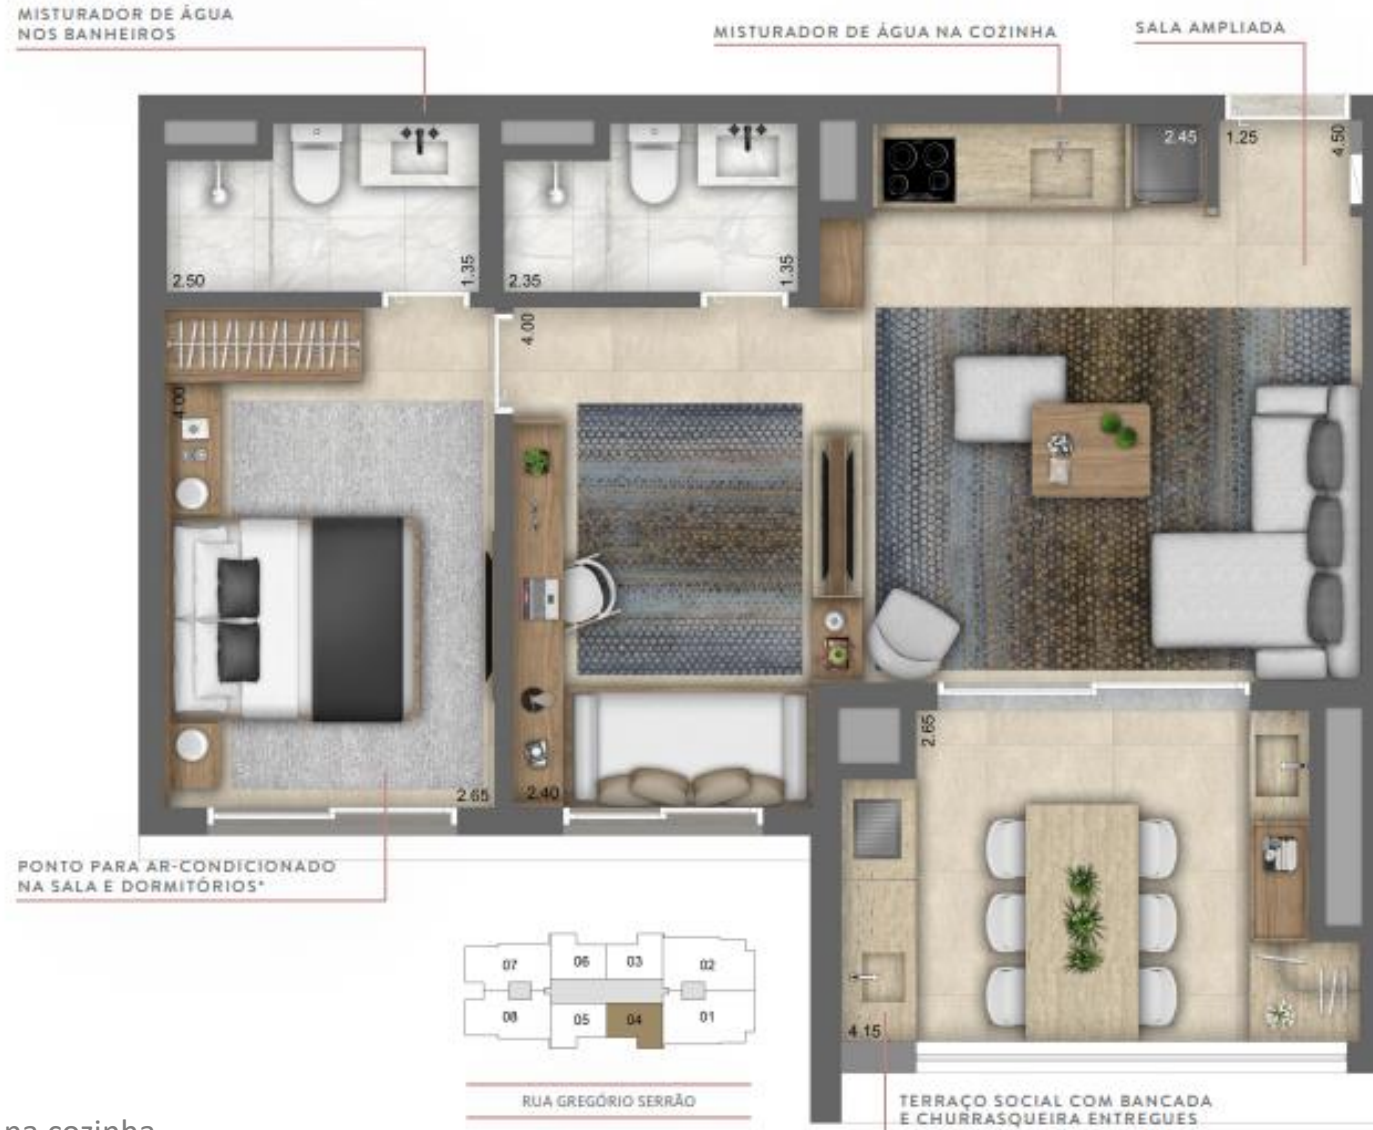 MISTURADOR DE ÁGUA
NOS BANHEIROS
MISTURADOR DE ÁGUA NA COZINHA
SALA AMPLIADA
2.45
1.25
4.50
2.50
1.35
2.35
1.35
4.00
4.00
2.65
2.40
2.65
4.15
PONTO PARA AR-CONDICIONADO
NA SALA E DORMITÓRIOS*
07
06
03
02
08
05
04
01
RUA GREGÓRIO SERRÃO
TERRAÇO SOCIAL COM BANCADA
E CHURRASQUEIRA ENTREGUES
na cozinha